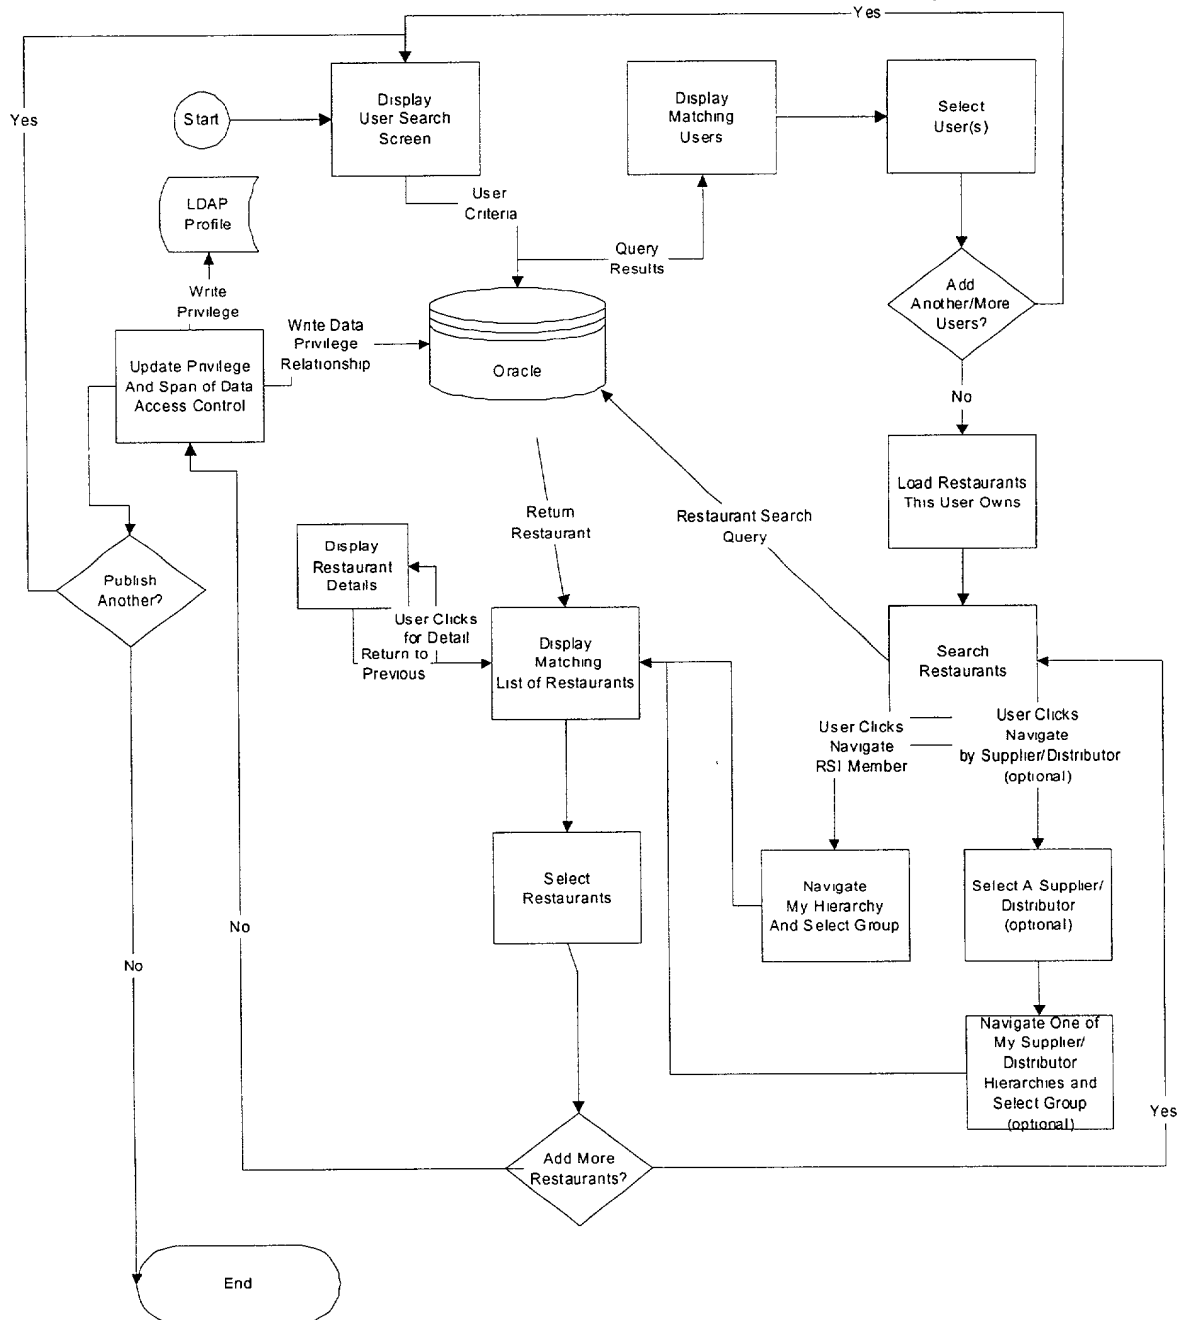 Yes
Yes
Start
Display
User Search
Screen
Display
Matching
Users
Select
User(s)
LDAP
Profile
User
Criteria
Query
Results
Write
Privilege
Write Data
Privilege
Relationship
Add
Another/More
Users?
Update Privilege
And Span of Data
Access Control
Oracle
No
Load Restaurants
This User Owns
Return
Restaurant
Restaurant Search
Query
Display
Restaurant
Details
Publish
Another?
User Clicks
for Detail
Return to
Previous
Display
Matching
List of Restaurants
Search
Restaurants
User Clicks
Navigate
RSI Member
User Clicks
Navigate
by Supplier/Distributor
(optional)
Select
Restaurants
Navigate
My Hierarchy
And Select Group
Select A Supplier/
Distributor
(optional)
No
No
Navigate One of
My Supplier/
Distributor
Hierarchies and
Select Group
(optional)
Yes
Add More
Restaurants?
End